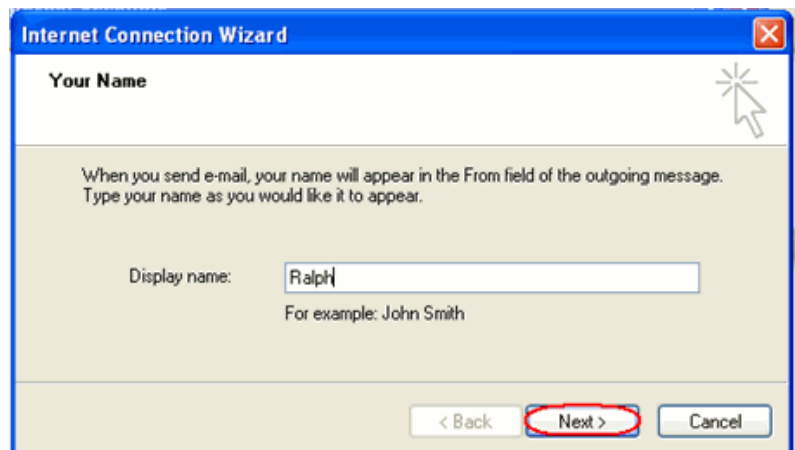 Internet Connection Wizard
Your Name
When you send e-mail, your name will appear in the From field of the outgoing message.
Type your name as you would like it to appear.
Display name: Ralph
For example: John Smith
< Back Next > Cancel